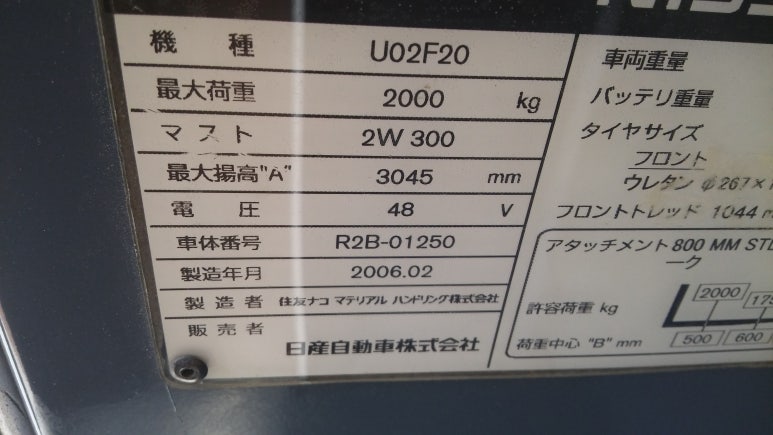 機 種 U02F20
最大荷重 2000 kg
マスト 2W 300
最大揚高"A" 3045 mm
電 圧 48 V
車体番号 R2B-01250
製造年月 2006.02
製造者 住友ナコ マテリアル ハンドリング株式会社
販売者 日産自動車株式会社
車両重量
バッテリ重量
タイヤサイズ
フロント
ウレタン φ267×
フロントトレッド 1044
アタッチメント 800 MM
ーク
許容荷重 kg 2000
荷重中心 "B" mm 500 600